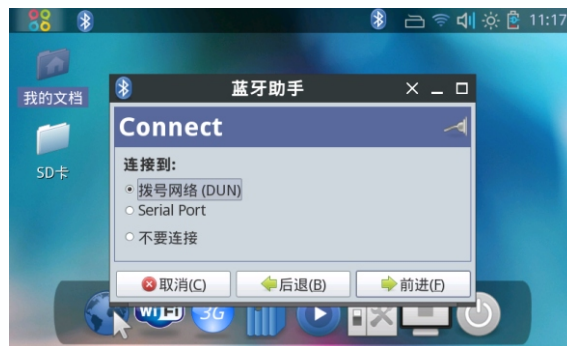 11:17
我的文档
SD卡
蓝牙助手
Connect
连接到:
拨号网络 (DUN)
Serial Port
不要连接
取消(C)
后退(B)
前进(F)
WiFi
3G